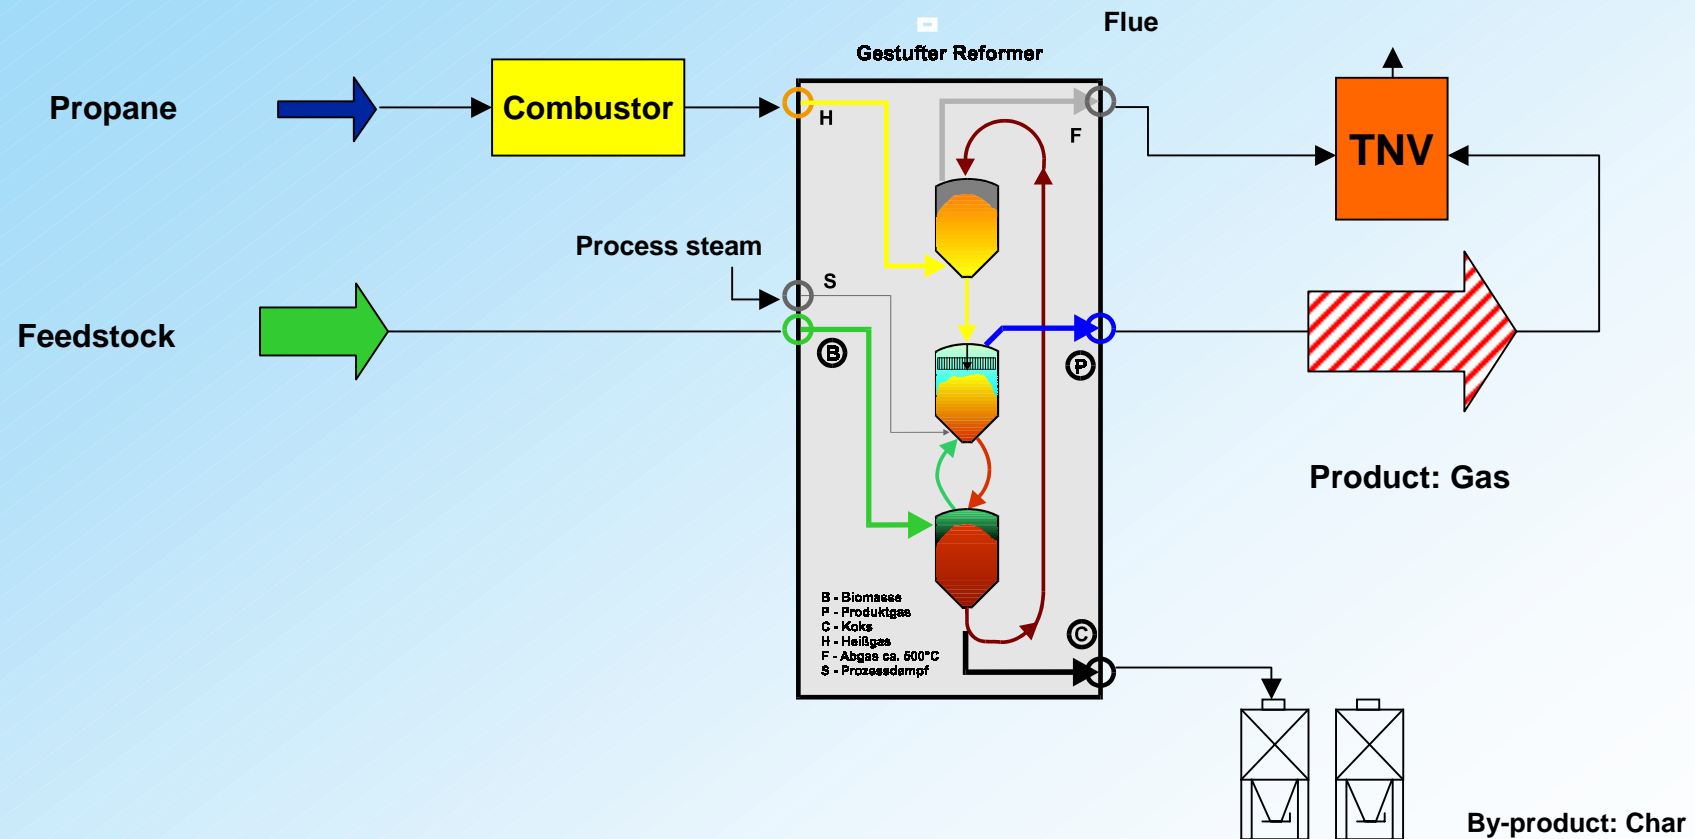 Flue
Gestufter Reformer
Propane
Combustor
H
F
TNV
Process steam
S
Feedstock
B
P
Product: Gas
B - Biomasse
P - Produktgas
C - Koks
H - Heißgas
F - Abgas ca. 500°C
S - Prozessdampf
C
By-product: Char